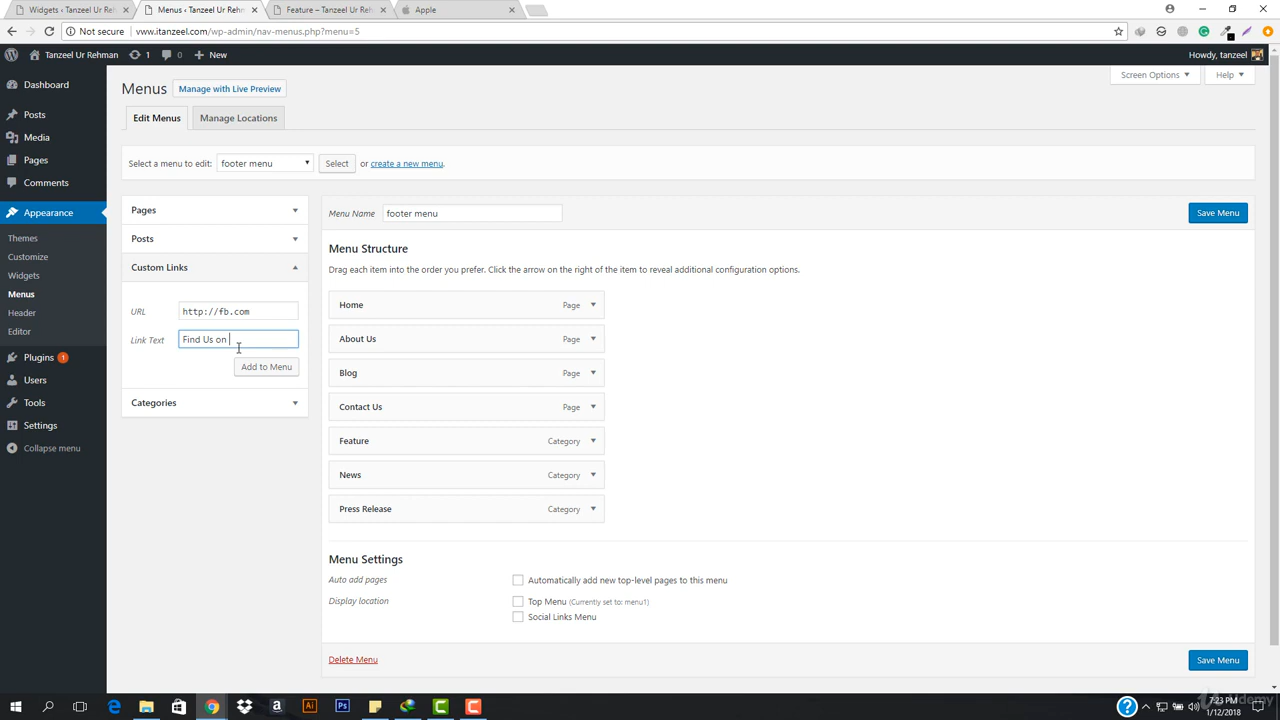 Widgets ‹ Tanzeel Ur Reh
Menus ‹ Tanzeel Ur Rehm
Feature – Tanzeel Ur Reh
Apple
Not secure
www.itanzeel.com/wp-admin/nav-menus.php?menu=5
Tanzeel Ur Rehman
1
0
+ New
Howdy, tanzeel
Dashboard
Posts
Media
Pages
Comments
Appearance
Themes
Customize
Widgets
Menus
Header
Editor
Plugins 1
Users
Tools
Settings
Collapse menu
Menus
Manage with Live Preview
Screen Options
Help
Edit Menus
Manage Locations
Select a menu to edit: footer menu Select or create a new menu.
Pages
Posts
Custom Links
URL http://fb.com
Link Text Find Us on
Add to Menu
Categories
Menu Name footer menu
Save Menu
Menu Structure
Drag each item into the order you prefer. Click the arrow on the right of the item to reveal additional configuration options.
Home Page
About Us Page
Blog Page
Contact Us Page
Feature Category
News Category
Press Release Category
Menu Settings
Auto add pages Automatically add new top-level pages to this menu
Display location Top Menu (Currently set to: menu1)
Social Links Menu
Delete Menu
Save Menu
Udemy
7:23 PM
1/12/2018